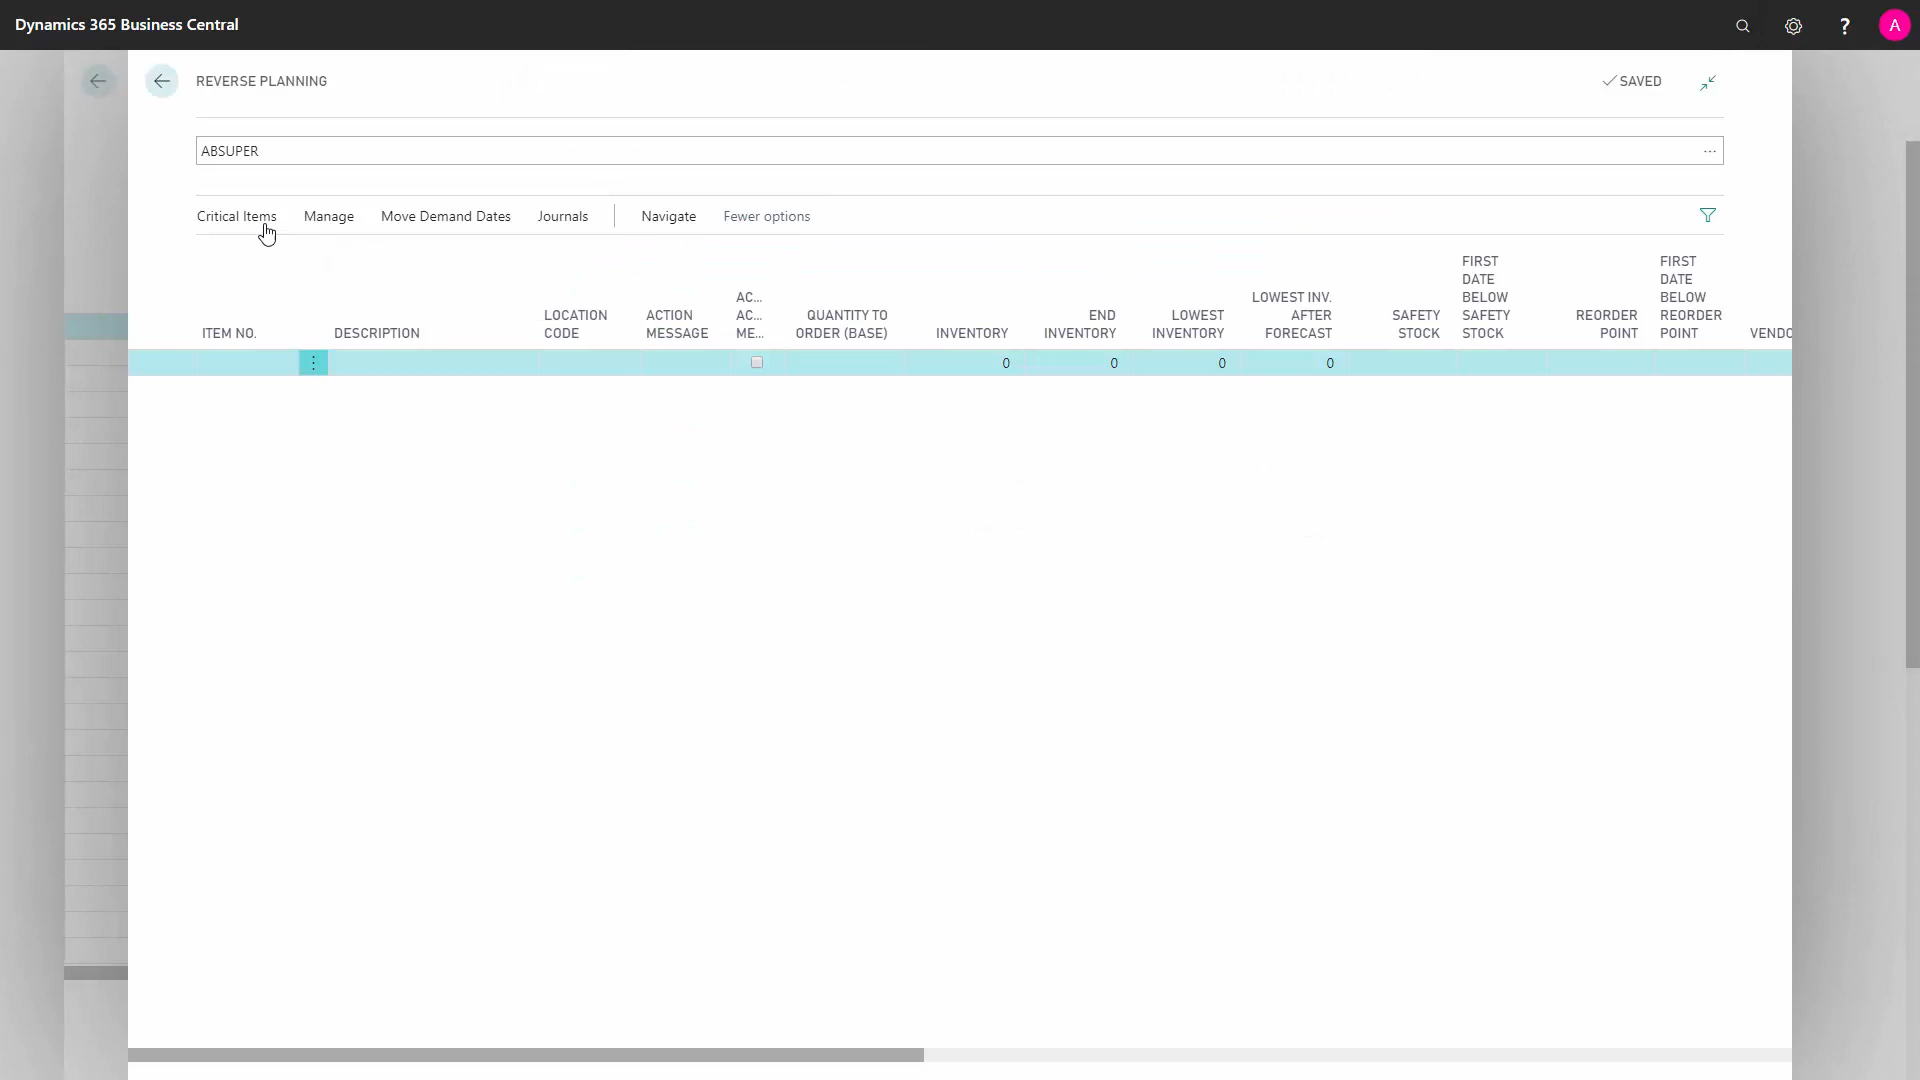 Dynamics 365 Business Central
?
A
REVERSE PLANNING
SAVED
ABSUPER
...
Critical Items
Manage
Move Demand Dates
Journals
Navigate
Fewer options
ITEM NO.
DESCRIPTION
LOCATION
CODE
ACTION
MESSAGE
AC...
AC...
ME...
QUANTITY TO
ORDER (BASE)
INVENTORY
END
INVENTORY
LOWEST
INVENTORY
LOWEST INV.
AFTER
FORECAST
SAFETY
STOCK
FIRST
DATE
BELOW
SAFETY
STOCK
REORDER
POINT
FIRST
DATE
BELOW
REORDER
POINT
VENDO
0
0
0
0